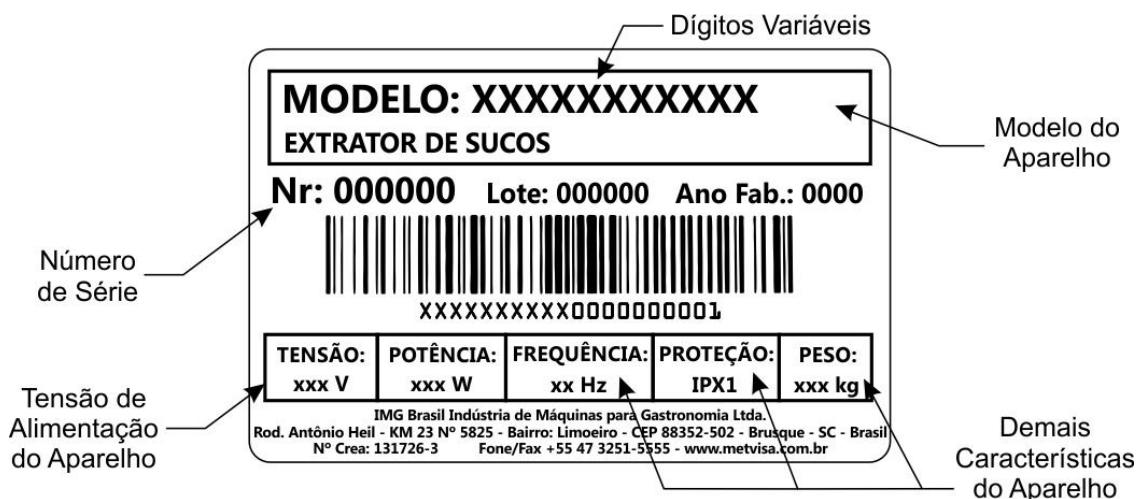 Dígitos Variáveis
MODELO: XXXXXXXXXXX
EXTRATOR DE SUCOS
Modelo do
Aparelho
Nr: 000000 Lote: 000000 Ano Fab.: 0000
Número
de Série
XXXXXXXXXX0000000001
TENSÃO: POTÊNCIA: FREQUÊNCIA: PROTEÇÃO: PESO:
xxx V xxx W xx Hz IPX1 xxx kg
Tensão de
Alimentação
do Aparelho
IMG Brasil Indústria de Máquinas para Gastronomia Ltda.
Rod. Antônio Heil - KM 23 Nº 5825 - Bairro: Limoeiro - CEP 88352-502 - Brusque - SC - Brasil
Nº Crea: 131726-3 Fone/Fax +55 47 3251-5555 - www.metvisa.com.br
Demais
Características
do Aparelho